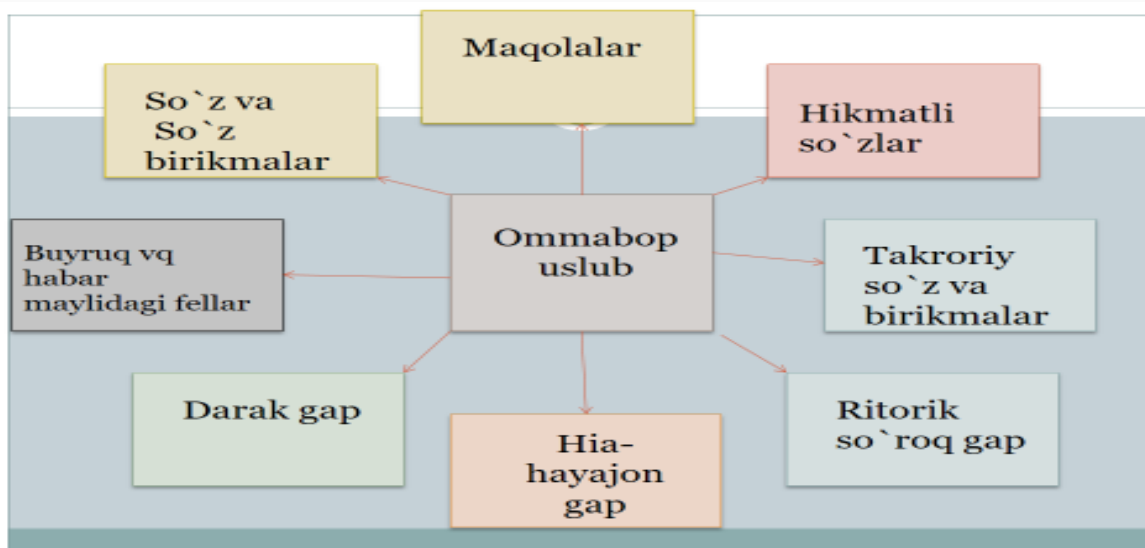 Maqolalar
So`z va
So`z
birikmalar
Hikmatli
so`zlar
Ommabop
uslub
Buyruq vq
habar
maylidagi fellar
Takroriy
so`z va
birikmalar
Darak gap
Hia-
hayajon
gap
Ritorik
so`roq gap